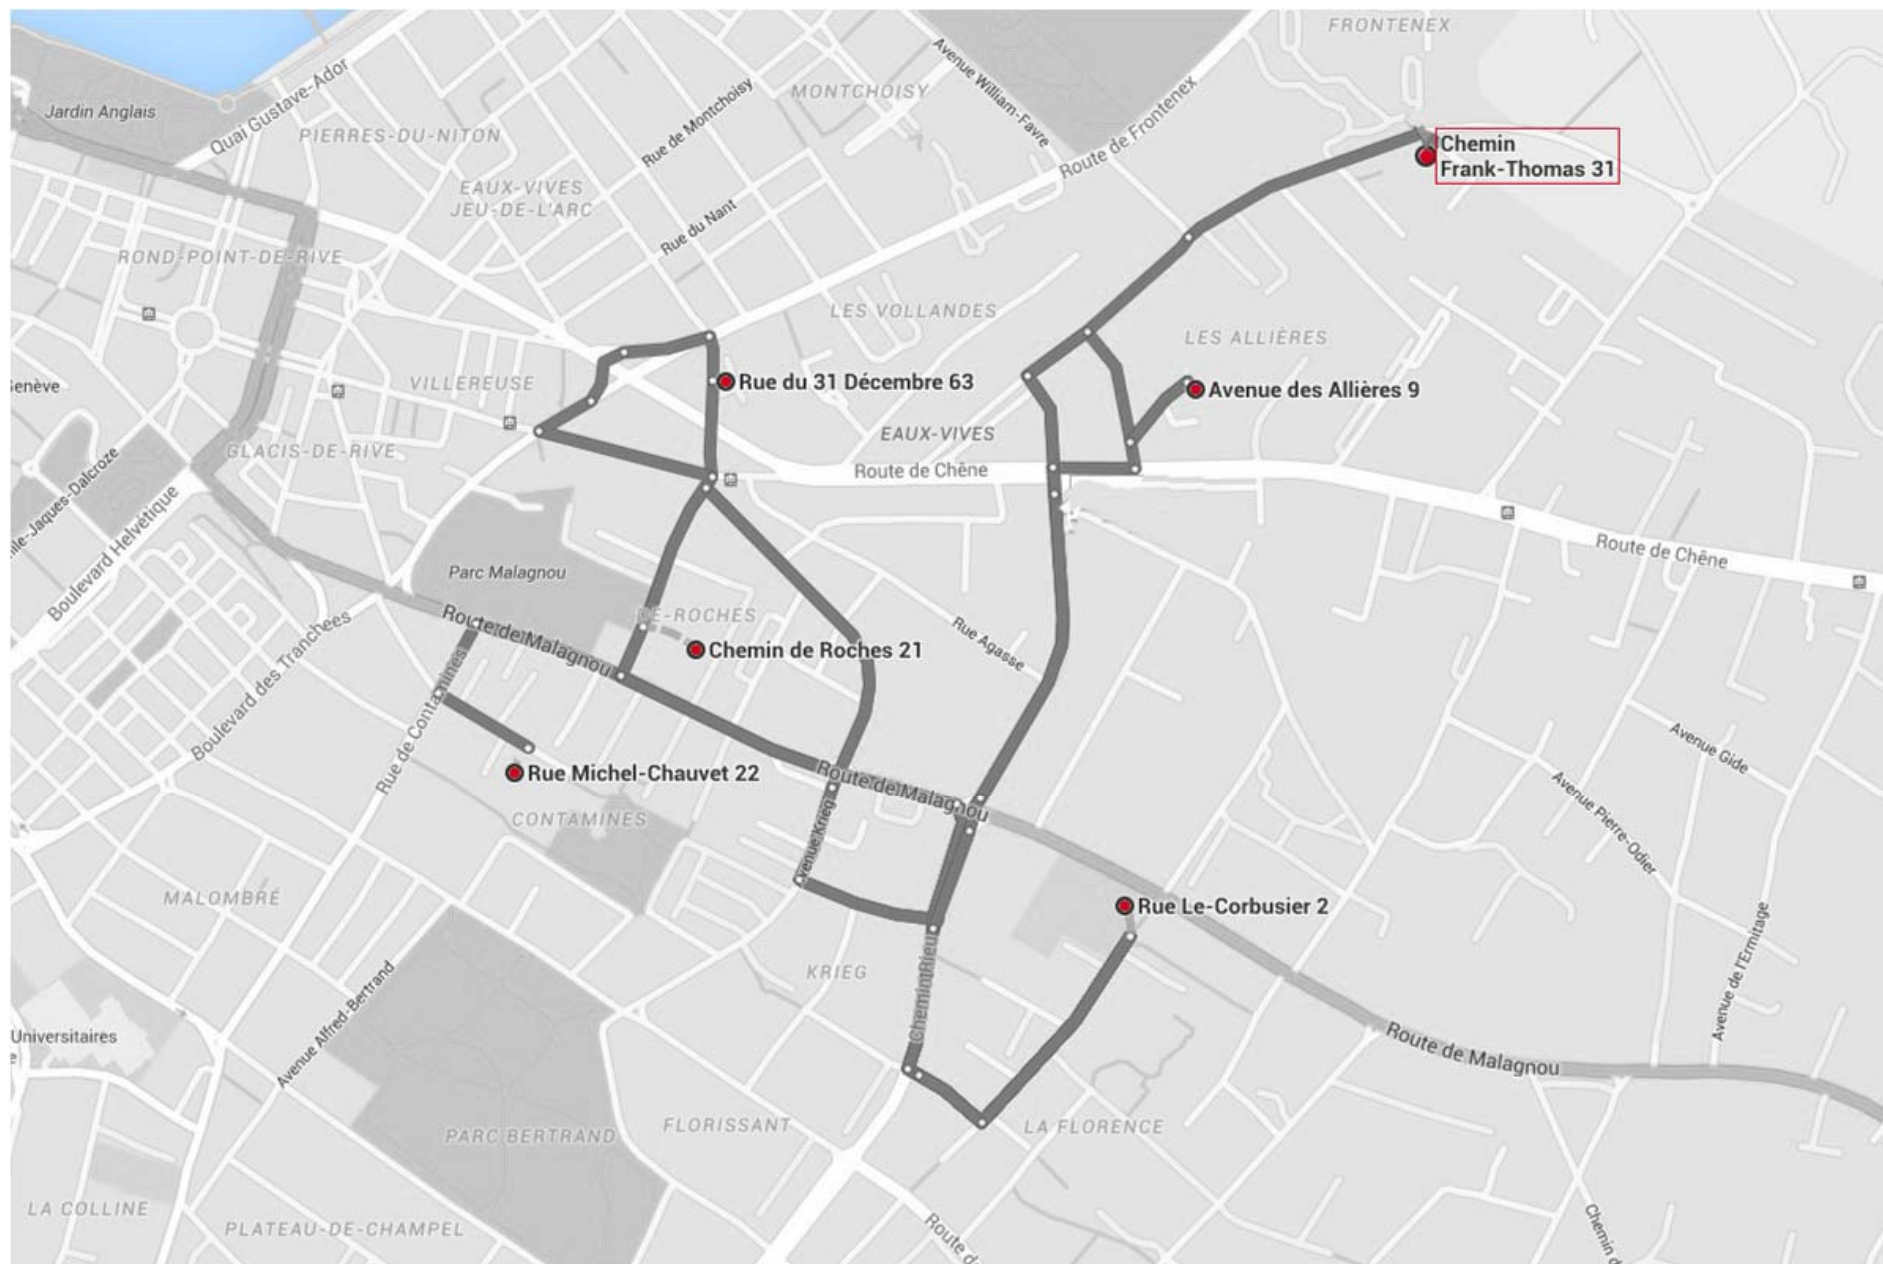 FRONTENEX
Avenue William-Favre
MONTCHOISY
Quai Gustave-Ador
Jardin Anglais
PIERRES-DU-NITON
Rue de Montchoisy
Route de Frontenex
Chemin
Frank-Thomas 31
EAUX-VIVES
JEU-DE-L'ARC
Rue du Nant
ROND-POINT-DE-RIVE
LES VOLLANDES
LES ALLIÈRES
VILLEREUSE
Rue du 31 Décembre 63
Avenue des Allières 9
GLACIS-DE-RIVE
EAUX-VIVES
Route de Chêne
Boulevard Helvétique
Route de Chêne
Parc Malagnou
DE-ROCHES
Route de Malagnou
Rue Agasse
Chemin de Roches 21
Boulevard des Tranchées
Rue de Contamines
Avenue Gide
Rue Michel-Chauvet 22
Route de Malagnou
CONTAMINES
Avenue Krieg
Avenue Pierre-Odier
MALOMBRÉ
Rue Le-Corbusier 2
Avenue de l'Ermitage
KRIEG
Chemin Rieu
Avenue Alfred-Bertrand
Universitaires
Route de Malagnou
FLORISSANT
LA FLORENCE
PARC BERTRAND
LA COLLINE
PLATEAU-DE-CHAMPEL
Route de
Chemin d